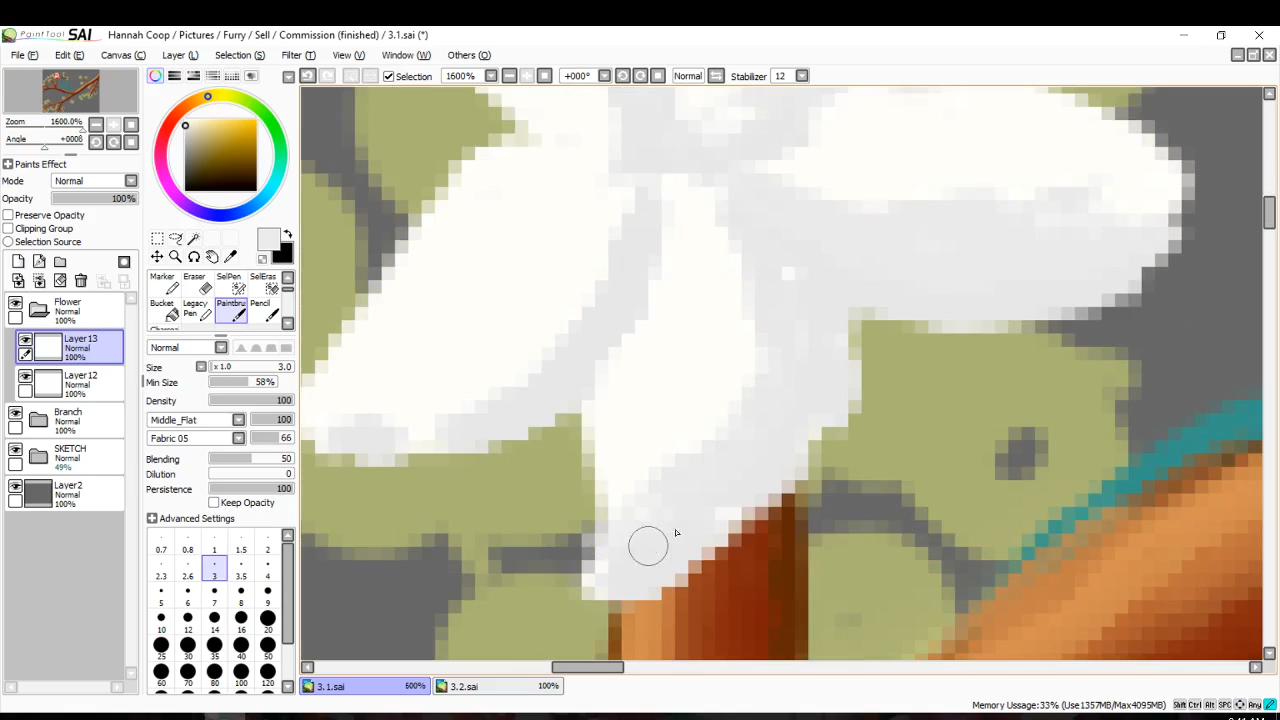 PaintTool SAI Hannah Coop / Pictures / Furry / Sell / Commission (finished) / 3.1.sai (*)
File (F) Edit (E) Canvas (C) Layer (L) Selection (S) Filter (T) View (V) Window (W) Others (O)
Selection 1600% +000° Normal Stabilizer 12
Zoom 1600.0%
Angle +0000
Paints Effect
Mode Normal
Opacity 100%
Preserve Opacity
Clipping Group
Selection Source
Flower
Normal
100%
Layer13
Normal
100%
Layer12
Normal
100%
Branch
Normal
100%
SKETCH
Normal
49%
Layer2
Normal
100%
Marker Eraser SelPen SelEras
Bucket Legacy Pen Paintbru Pencil
Normal
Size x 1.0 3.0
Min Size 58%
Density 100
Middle_Flat 100
Fabric 05 66
Blending 50
Dilution 0
Persistence 100
Keep Opacity
Advanced Settings
0.7 0.8 1 1.5 2
2.3 2.6 3 3.5 4
5 6 7 8 9
10 12 14 16 20
25 30 35 40 50
60 70 80 100 120
3.1.sai 500% 3.2.sai 100%
Memory Ussage:33% (Use1357MB/Max4095MB) Shift Ctrl Alt SPC Any